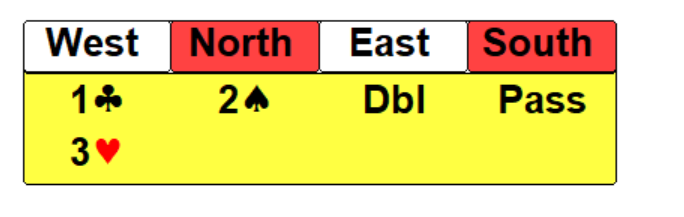 West North East South
1♣ 2♠ Dbl Pass
3♥